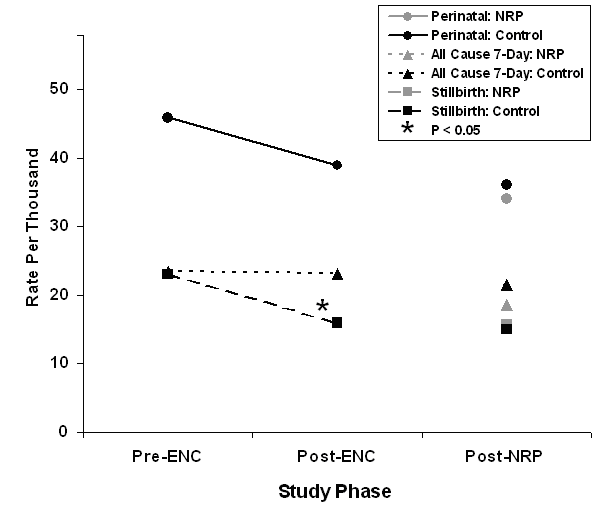 Perinatal: NRP
Perinatal: Control
All Cause 7-Day: NRP
All Cause 7-Day: Control
Stillbirth: NRP
Stillbirth: Control
* P < 0.05
50
40
30
20
10
0
Rate Per Thousand
*
Pre-ENC Post-ENC Post-NRP
Study Phase